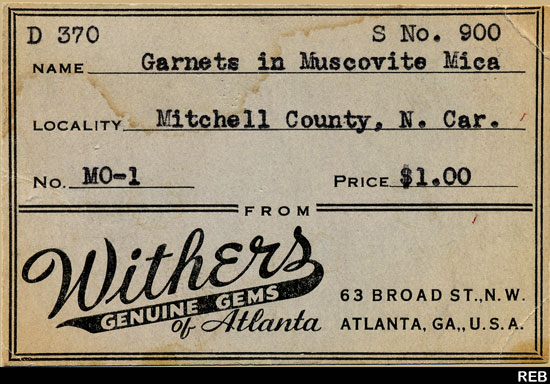 D 370 S No. 900
NAME Garnets in Muscovite Mica
LOCALITY Mitchell County, N. Car.
No. MO-1 PRICE $1.00
FROM
Withers
GENUINE GEMS
of Atlanta
63 BROAD ST., N.W.
ATLANTA, GA,, U.S.A.
REB